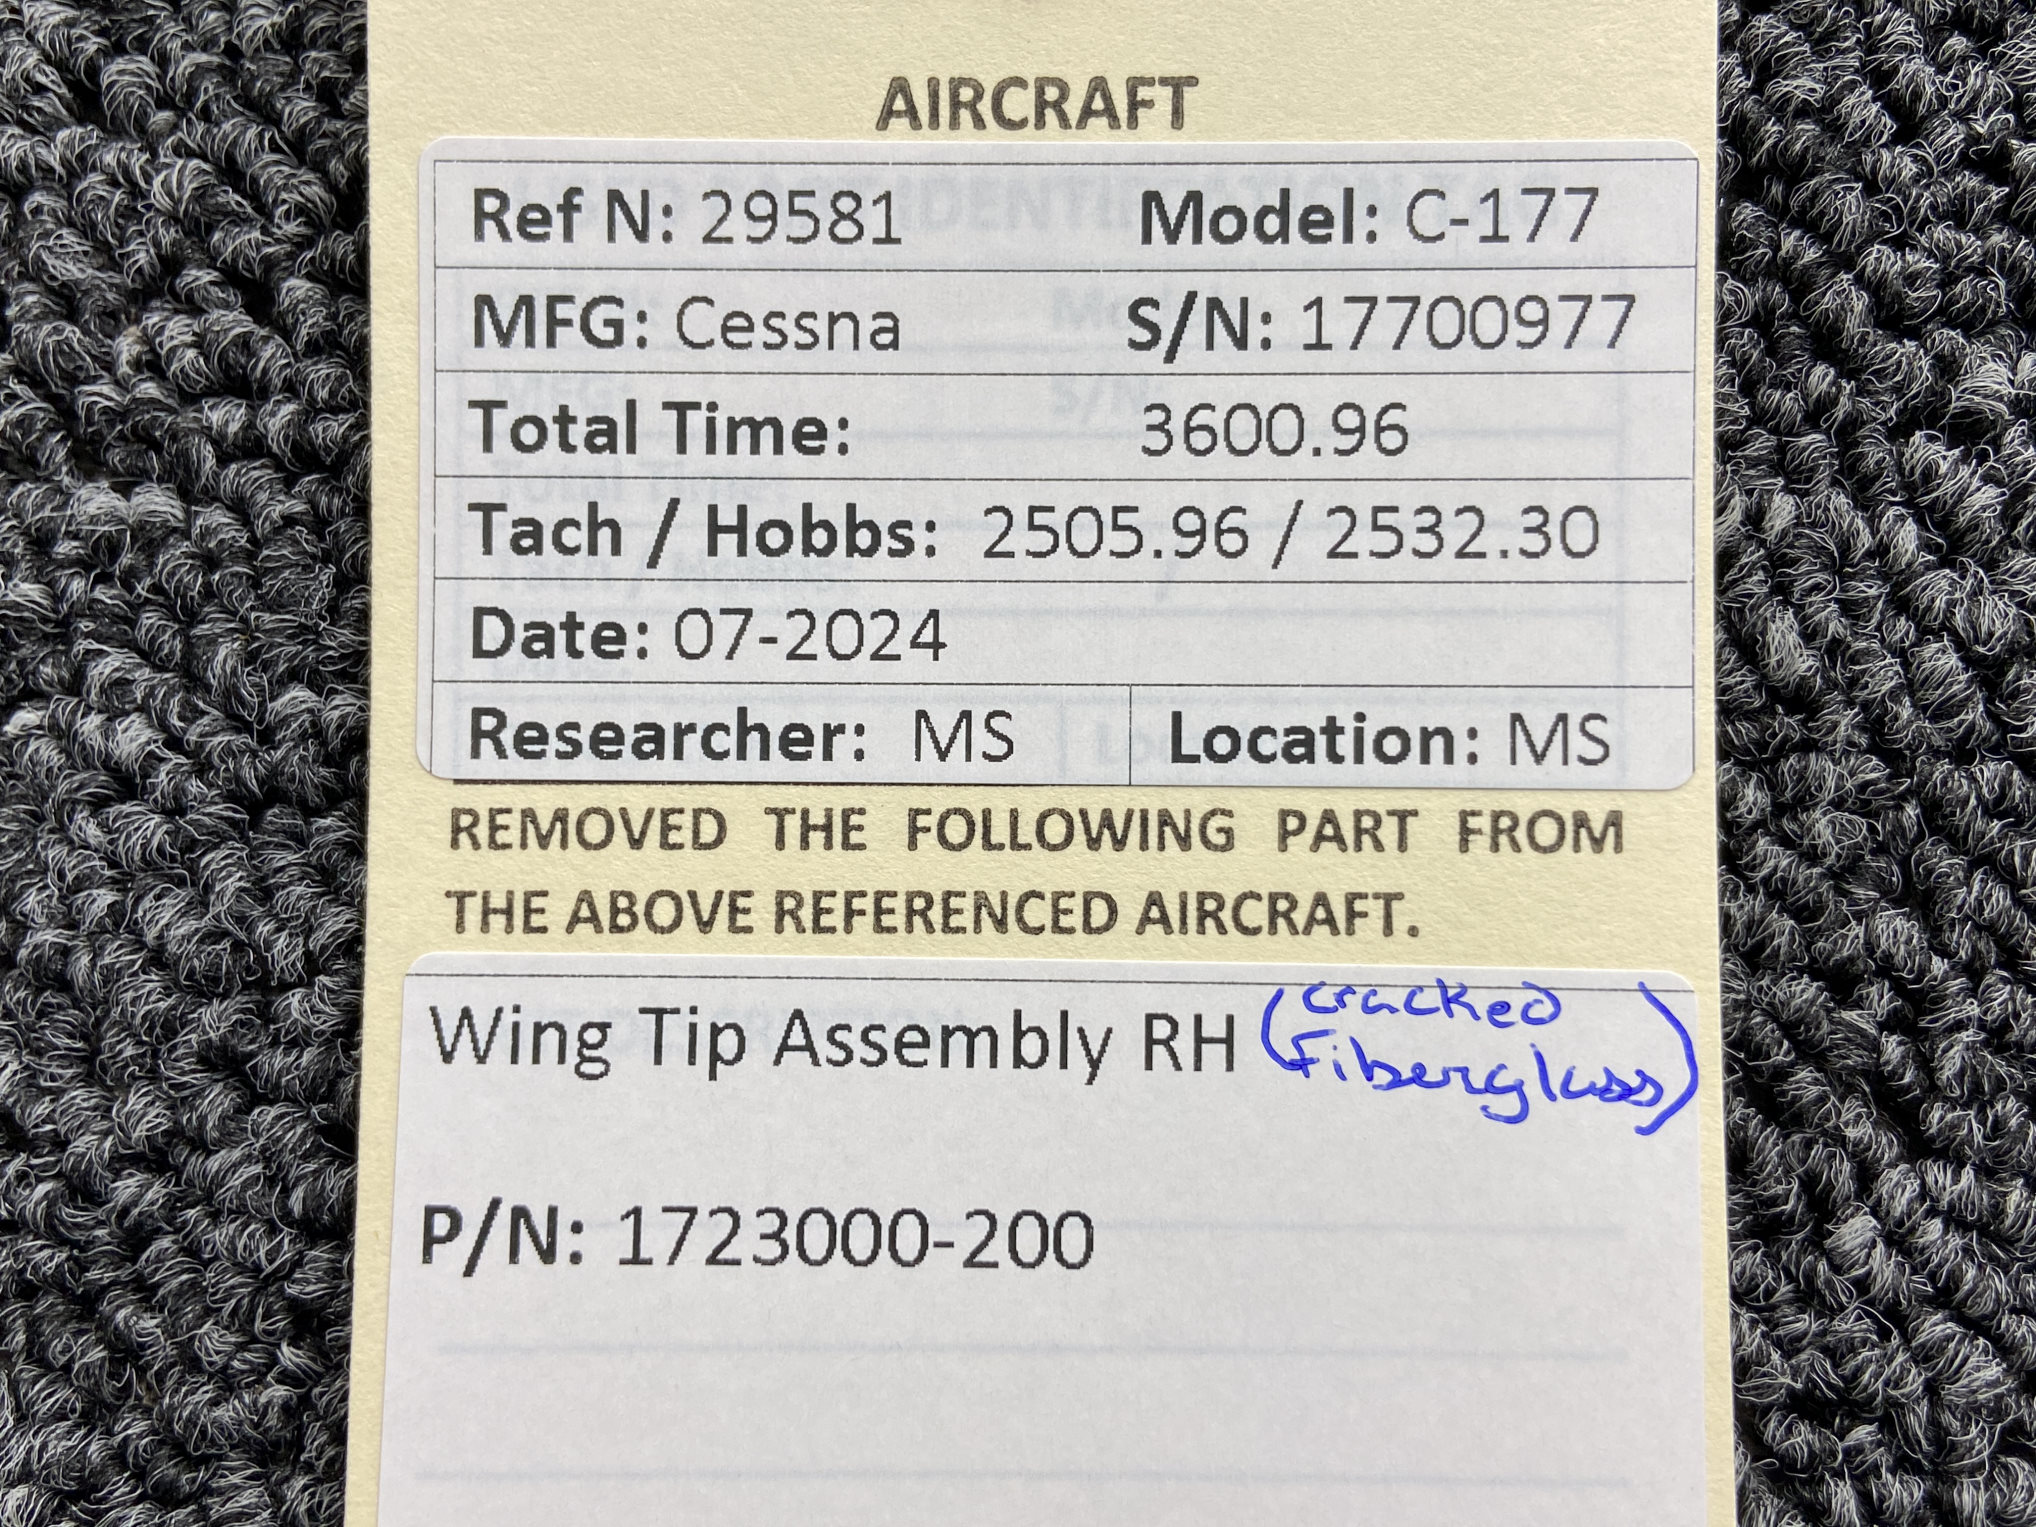 AIRCRAFT
Ref N: 29581 Model: C-177
MFG: Cessna S/N: 17700977
Total Time: 3600.96
Tach / Hobbs: 2505.96 / 2532.30
Date: 07-2024
Researcher: MS Location: MS
REMOVED THE FOLLOWING PART FROM
THE ABOVE REFERENCED AIRCRAFT.
Wing Tip Assembly RH (cracked
Fiberglass)
P/N: 1723000-200